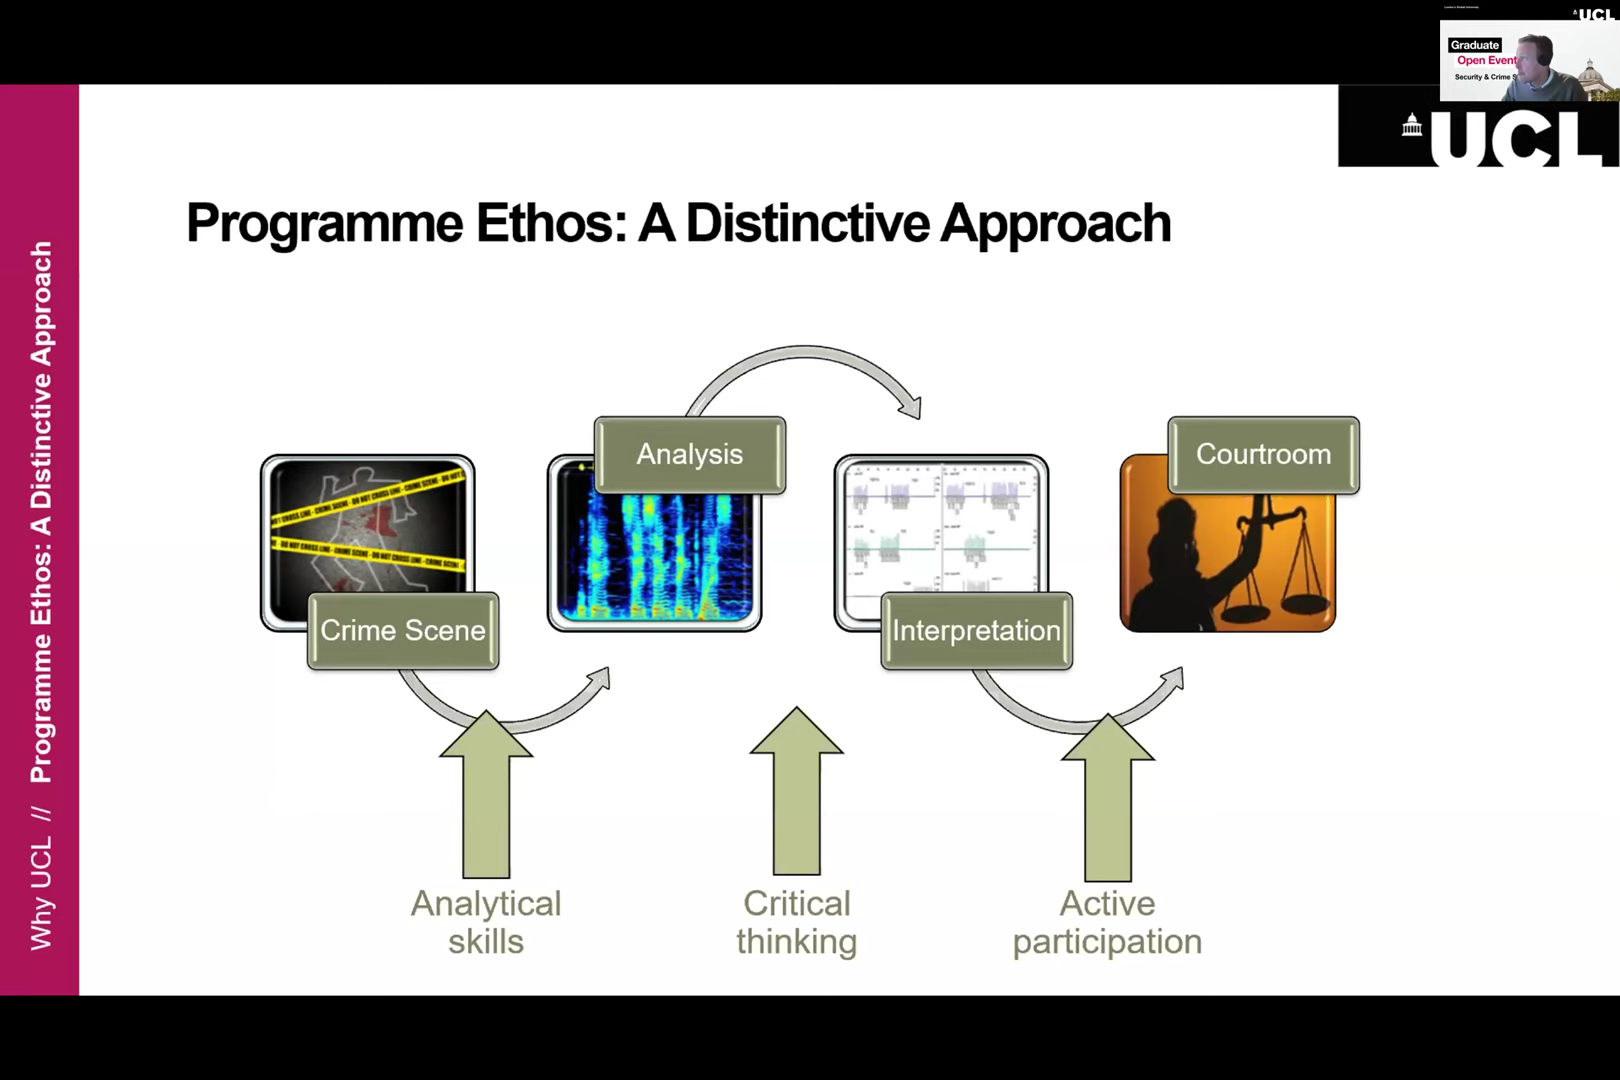 UCL
Graduate
Open Event
Security & Crime S
UCL
Programme Ethos: A Distinctive Approach
Why UCL // Programme Ethos: A Distinctive Approach
Analysis
Courtroom
Crime Scene
Interpretation
Analytical
skills
Critical
thinking
Active
participation